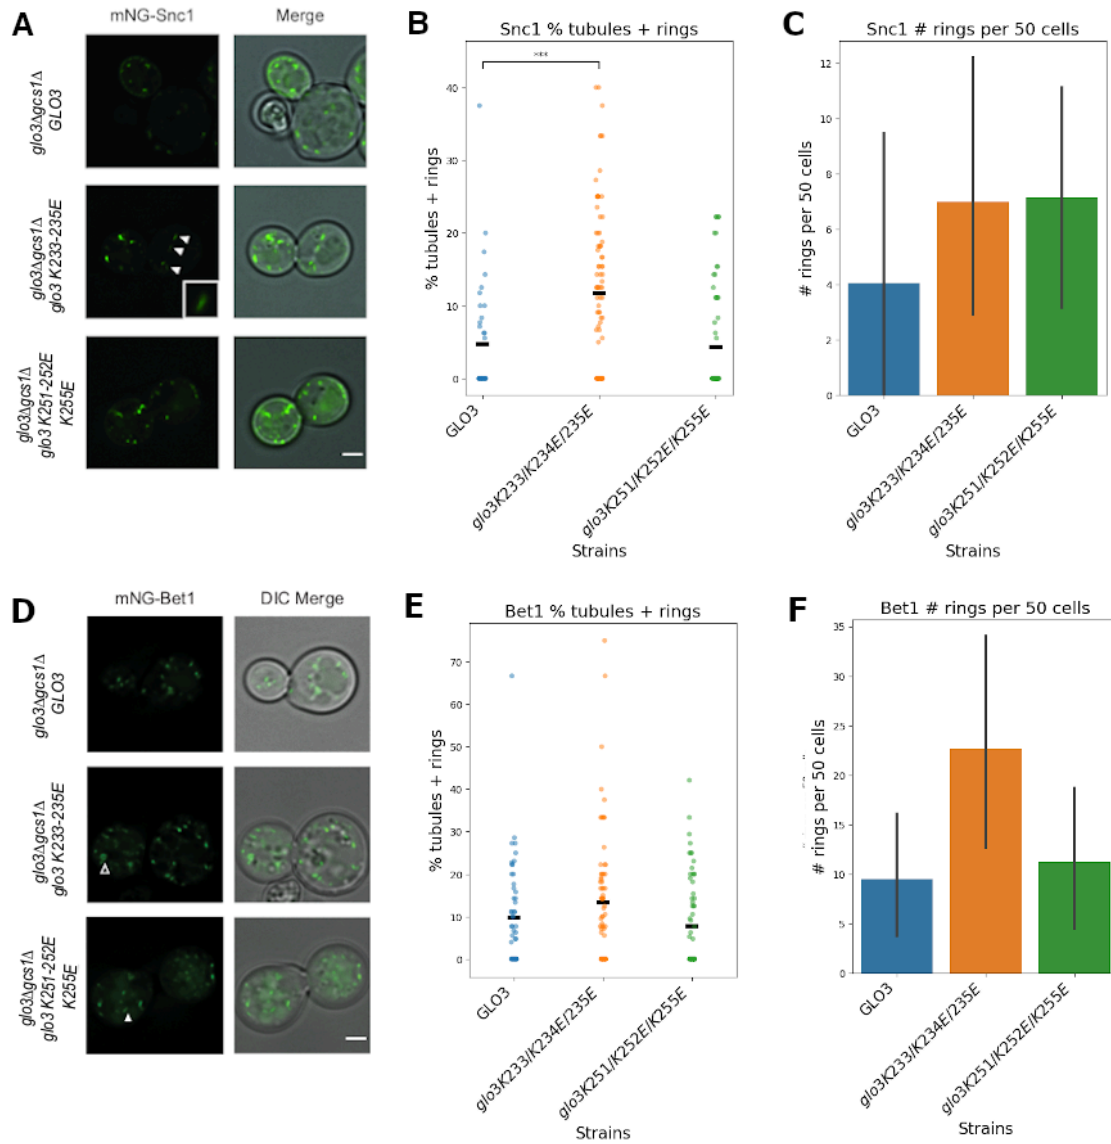 A
mNG-Snc1
Merge
glo3Δgcs1Δ
GLO3
glo3Δgcs1Δ
glo3 K233-235E
glo3Δgcs1Δ
glo3 K251-252E
K255E
B
Snc1 % tubules + rings
***
% tubules + rings
40
30
20
10
0
GLO3
glo3K233/K234E/235E
glo3K251/K252E/K255E
Strains
C
Snc1 # rings per 50 cells
# rings per 50 cells
12
10
8
6
4
2
0
GLO3
glo3K233/K234E/235E
glo3K251/K252E/K255E
Strains
D
mNG-Bet1
DIC Merge
glo3Δgcs1Δ
GLO3
glo3Δgcs1Δ
glo3 K233-235E
glo3Δgcs1Δ
glo3 K251-252E
K255E
E
Bet1 % tubules + rings
% tubules + rings
70
60
50
40
30
20
10
0
GLO3
glo3K233/K234E/235E
glo3K251/K252E/K255E
Strains
F
Bet1 # rings per 50 cells
# rings per 50 cells
35
30
25
20
15
10
5
0
GLO3
glo3K233/K234E/235E
glo3K251/K252E/K255E
Strains